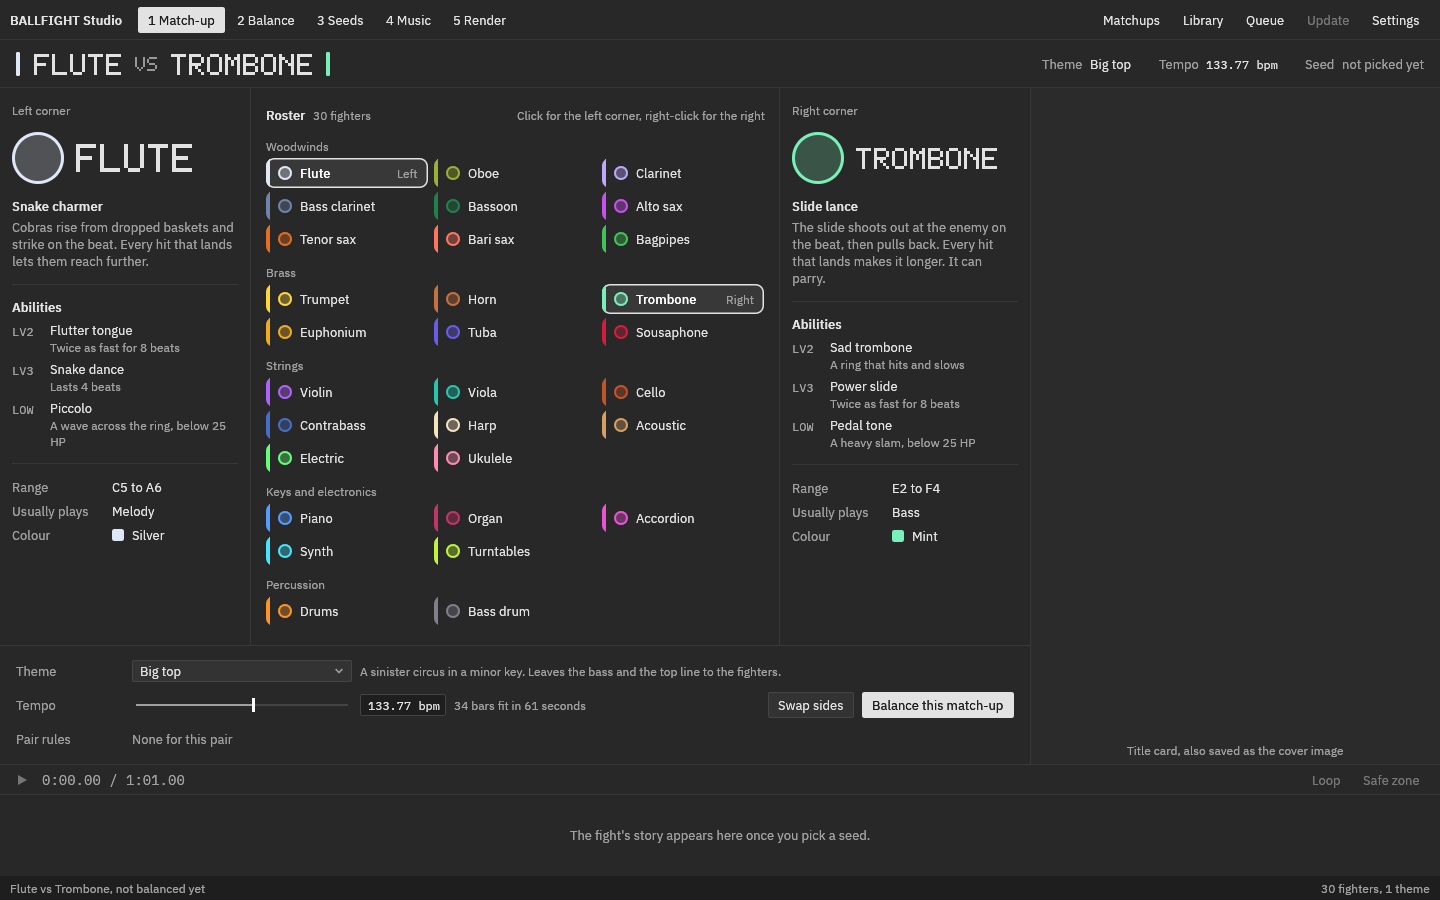 BALLFIGHT Studio 1 Match-up 2 Balance 3 Seeds 4 Music 5 Render Matchups Library Queue Update Settings
FLUTE VS TROMBONE Theme Big top Tempo 133.77 bpm Seed not picked yet
Left corner
FLUTE
Snake charmer
Cobras rise from dropped baskets and
strike on the beat. Every hit that lands
lets them reach further.
Abilities
LV2 Flutter tongue
Twice as fast for 8 beats
LV3 Snake dance
Lasts 4 beats
LOW Piccolo
A wave across the ring, below 25
HP
Range C5 to A6
Usually plays Melody
Colour Silver
Roster 30 fighters Click for the left corner, right-click for the right
Woodwinds
Flute Left Oboe Clarinet
Bass clarinet Bassoon Alto sax
Tenor sax Bari sax Bagpipes
Brass
Trumpet Horn Trombone Right
Euphonium Tuba Sousaphone
Strings
Violin Viola Cello
Contrabass Harp Acoustic
Electric Ukulele
Keys and electronics
Piano Organ Accordion
Synth Turntables
Percussion
Drums Bass drum
Right corner
TROMBONE
Slide lance
The slide shoots out at the enemy on
the beat, then pulls back. Every hit
that lands makes it longer. It can
parry.
Abilities
LV2 Sad trombone
A ring that hits and slows
LV3 Power slide
Twice as fast for 8 beats
LOW Pedal tone
A heavy slam, below 25 HP
Range E2 to F4
Usually plays Bass
Colour Mint
Theme Big top A sinister circus in a minor key. Leaves the bass and the top line to the fighters.
Tempo 133.77 bpm 34 bars fit in 61 seconds Swap sides Balance this match-up
Pair rules None for this pair
Title card, also saved as the cover image
0:00.00 / 1:01.00 Loop Safe zone
The fight's story appears here once you pick a seed.
Flute vs Trombone, not balanced yet 30 fighters, 1 theme